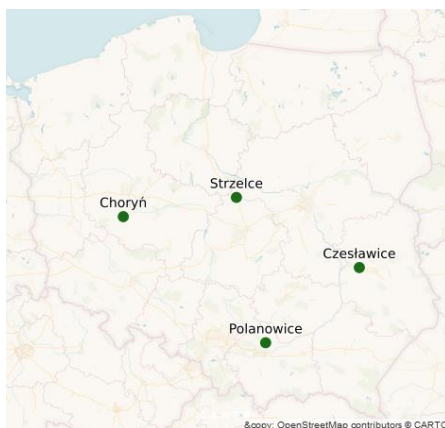 Strzelce
Choryń
Czesławice
Polanowice
&copy; OpenStreetMap contributors © CARTO